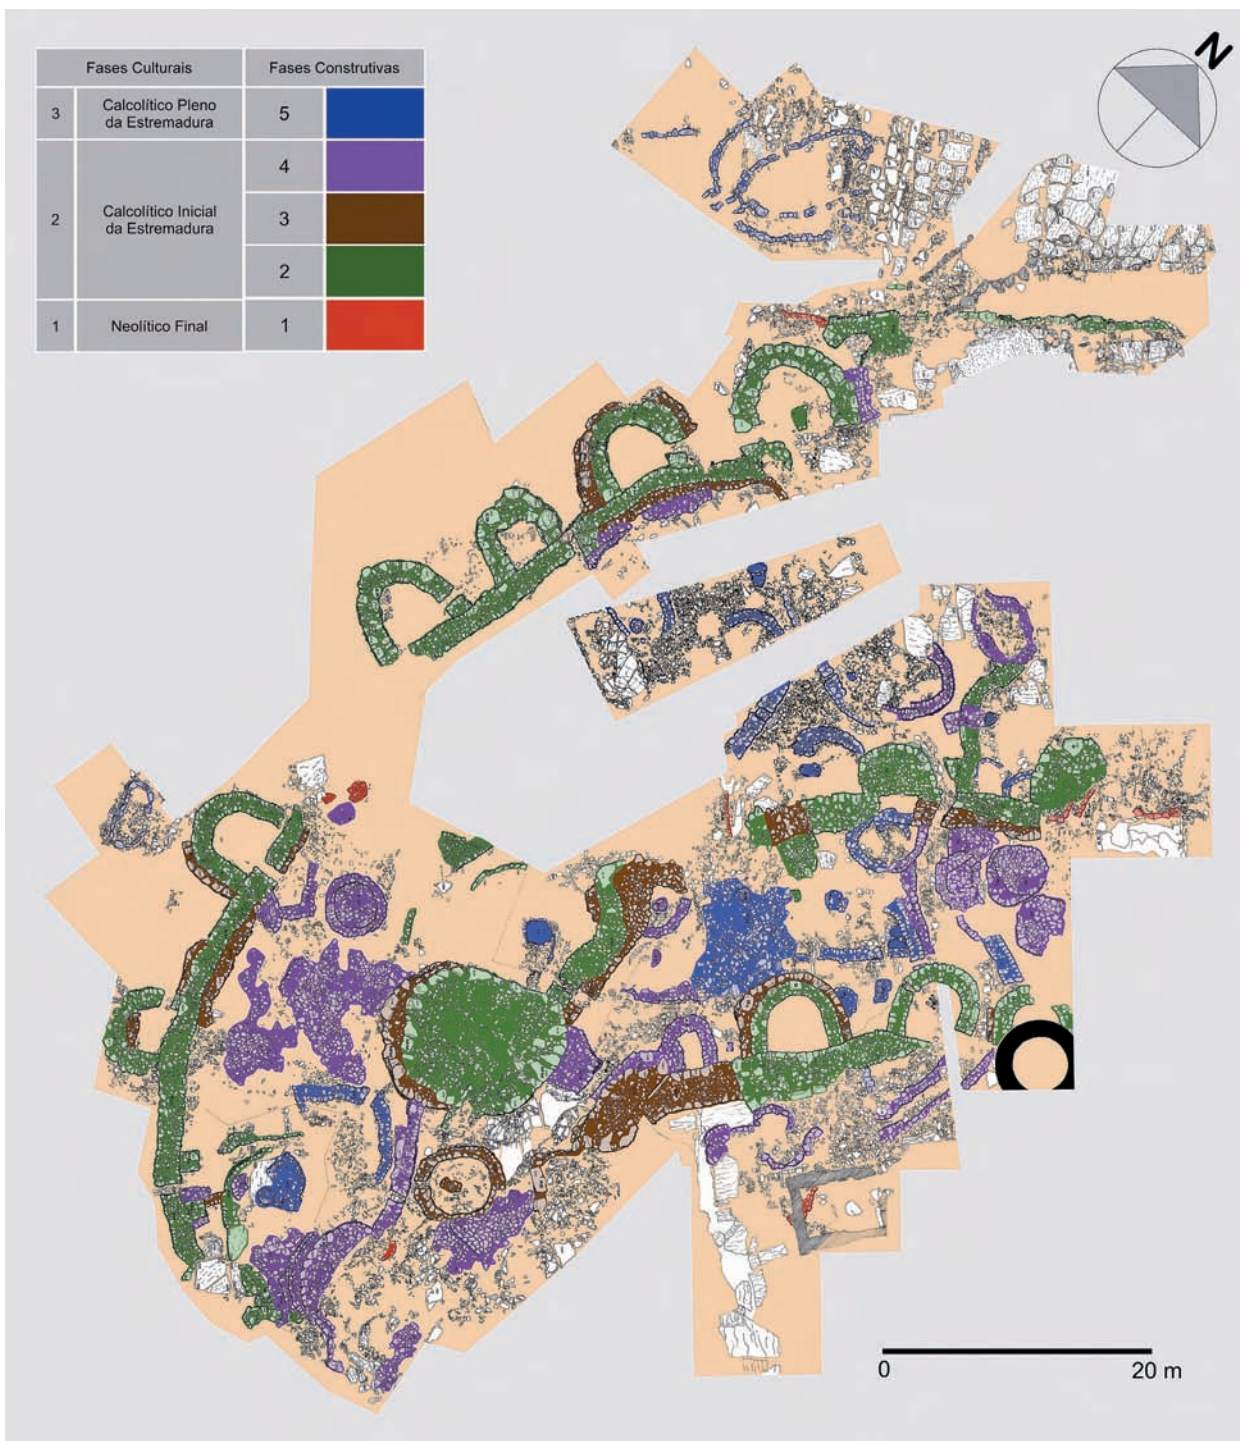 Fases Culturais
Fases Construtivas
3
Calcolítico Pleno
da Estremadura
5
4
2
Calcolítico Inicial
da Estremadura
3
2
1
Neolítico Final
1
N
0
20 m